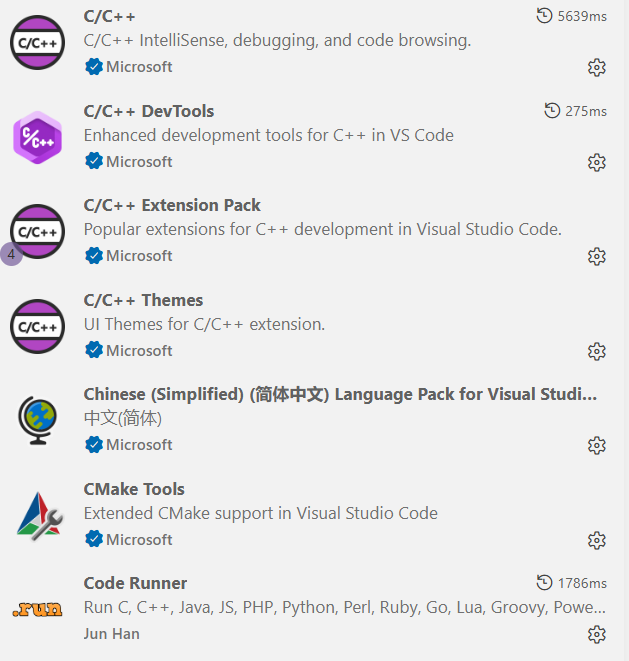 C/C++
5639ms
C/C++
C/C++ IntelliSense, debugging, and code browsing.
Microsoft
C/C++ DevTools
275ms
C/C++
Enhanced development tools for C++ in VS Code
Microsoft
C/C++ Extension Pack
C/C++
Popular extensions for C++ development in Visual Studio Code.
4
Microsoft
C/C++ Themes
C/C++
UI Themes for C/C++ extension.
Microsoft
Chinese (Simplified) (简体中文) Language Pack for Visual Studi...
中文(简体)
Microsoft
CMake Tools
Extended CMake support in Visual Studio Code
Microsoft
Code Runner
1786ms
.run
Run C, C++, Java, JS, PHP, Python, Perl, Ruby, Go, Lua, Groovy, Powe...
Jun Han